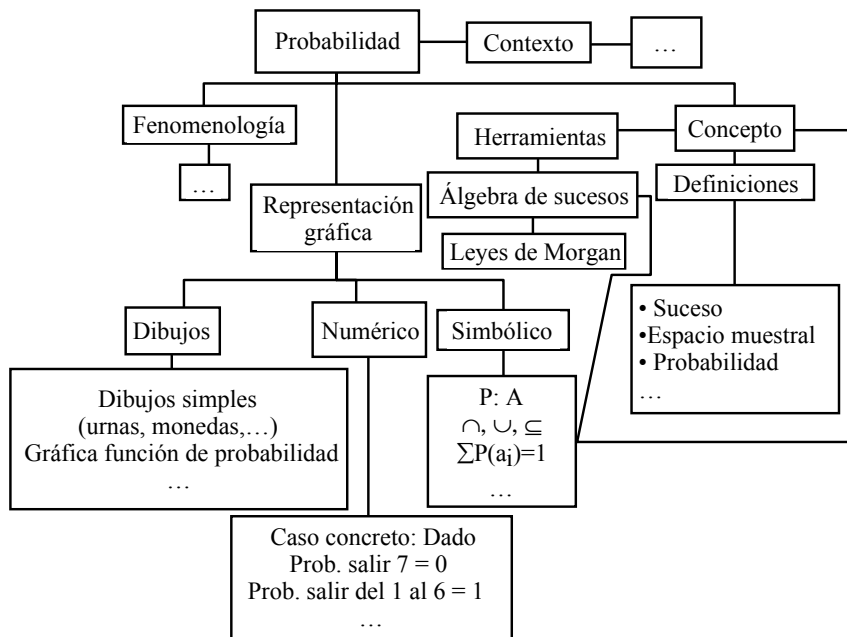 Probabilidad
Contexto
…
Fenomenología
…
Herramientas
Concepto
Álgebra de sucesos
Definiciones
Representación
gráfica
Leyes de Morgan
Dibujos
Numérico
Simbólico
• Suceso
•Espacio muestral
• Probabilidad
…
Dibujos simples
(urnas, monedas,…)
Gráfica función de probabilidad
…
P: A
∩, ∪, ⊆
∑P(ai)=1
…
Caso concreto: Dado
Prob. salir 7 = 0
Prob. salir del 1 al 6 = 1
…